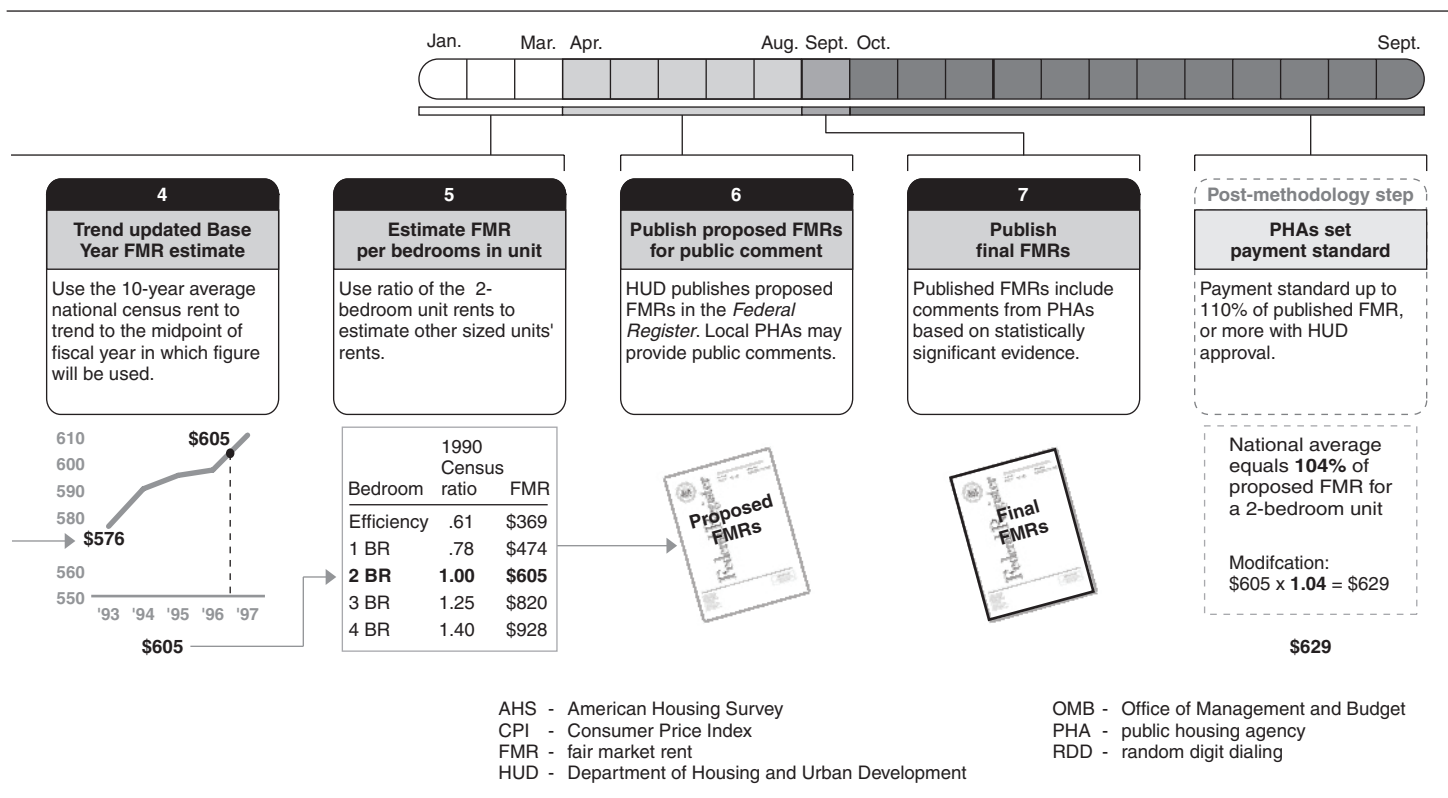 Jan. Mar. Apr. Aug. Sept. Oct. Sept.
4
Trend updated Base
Year FMR estimate
Use the 10-year average
national census rent to
trend to the midpoint of
fiscal year in which figure
will be used.
5
Estimate FMR
per bedrooms in unit
Use ratio of the 2-
bedroom unit rents to
estimate other sized units'
rents.
6
Publish proposed FMRs
for public comment
HUD publishes proposed
FMRs in the Federal
Register. Local PHAs may
provide public comments.
7
Publish
final FMRs
Published FMRs include
comments from PHAs
based on statistically
significant evidence.
Post-methodology step
PHAs set
payment standard
Payment standard up to
110% of published FMR,
or more with HUD
approval.
610
600
590
580
$576
560
550
$605
'93 '94 '95 '96 '97
$605
1990
Census
Bedroom ratio FMR
Efficiency .61 $369
1 BR .78 $474
2 BR 1.00 $605
3 BR 1.25 $820
4 BR 1.40 $928
Federal Register
Proposed
FMRs
Federal Register
Final
FMRs
National average
equals 104% of
proposed FMR for
a 2-bedroom unit
Modifcation:
$605 x 1.04 = $629
$629
AHS - American Housing Survey
CPI - Consumer Price Index
FMR - fair market rent
HUD - Department of Housing and Urban Development
OMB - Office of Management and Budget
PHA - public housing agency
RDD - random digit dialing